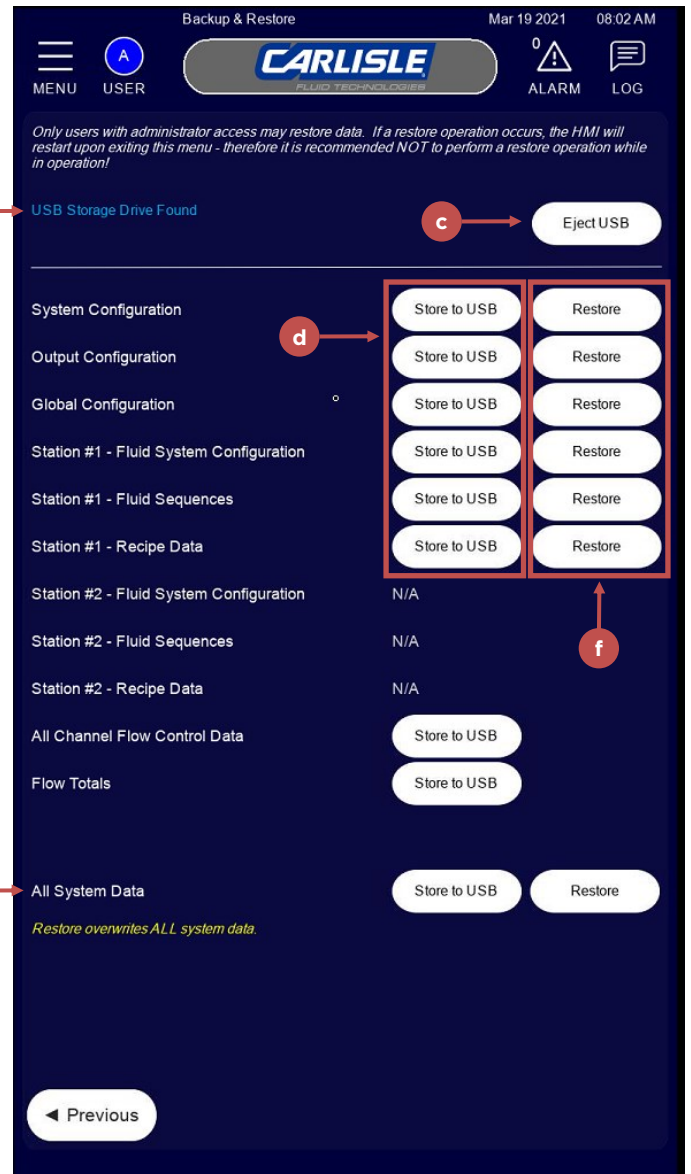 Backup & Restore Mar 19 2021 08:02 AM
A 0
CARLISLE
FLUID TECHNOLOGIES
MENU USER ALARM LOG
Only users with administrator access may restore data. If a restore operation occurs, the HMI will
restart upon exiting this menu - therefore it is recommended NOT to perform a restore operation while
in operation!
USB Storage Drive Found
c Eject USB
System Configuration Store to USB Restore
d
Output Configuration Store to USB Restore
Global Configuration Store to USB Restore
Station #1 - Fluid System Configuration Store to USB Restore
Station #1 - Fluid Sequences Store to USB Restore
Station #1 - Recipe Data Store to USB Restore
Station #2 - Fluid System Configuration N/A
Station #2 - Fluid Sequences N/A
f
Station #2 - Recipe Data N/A
All Channel Flow Control Data Store to USB
Flow Totals Store to USB
All System Data Store to USB Restore
Restore overwrites ALL system data.
◄ Previous